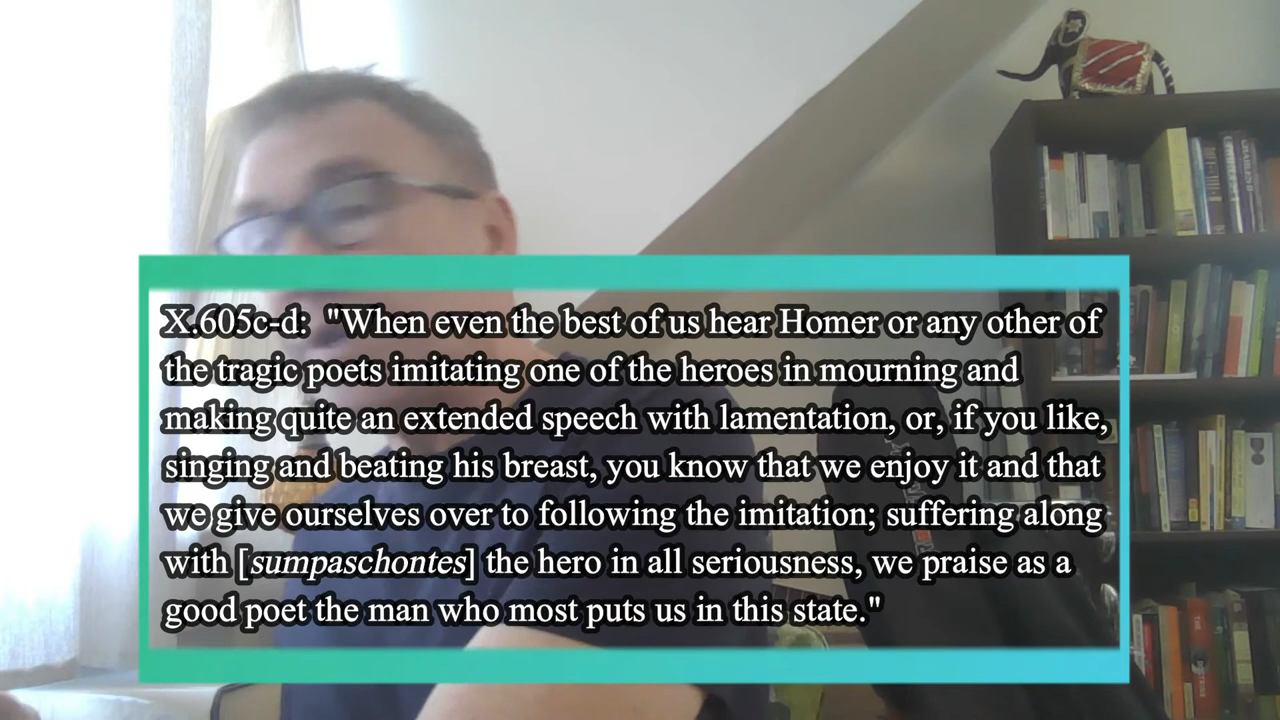 X.605c-d:  "When even the best of us hear Homer or any other of
the tragic poets imitating one of the heroes in mourning and
making quite an extended speech with lamentation, or, if you like,
singing and beating his breast, you know that we enjoy it and that
we give ourselves over to following the imitation; suffering along
with [sumpaschontes] the hero in all seriousness, we praise as a
good poet the man who most puts us in this state."